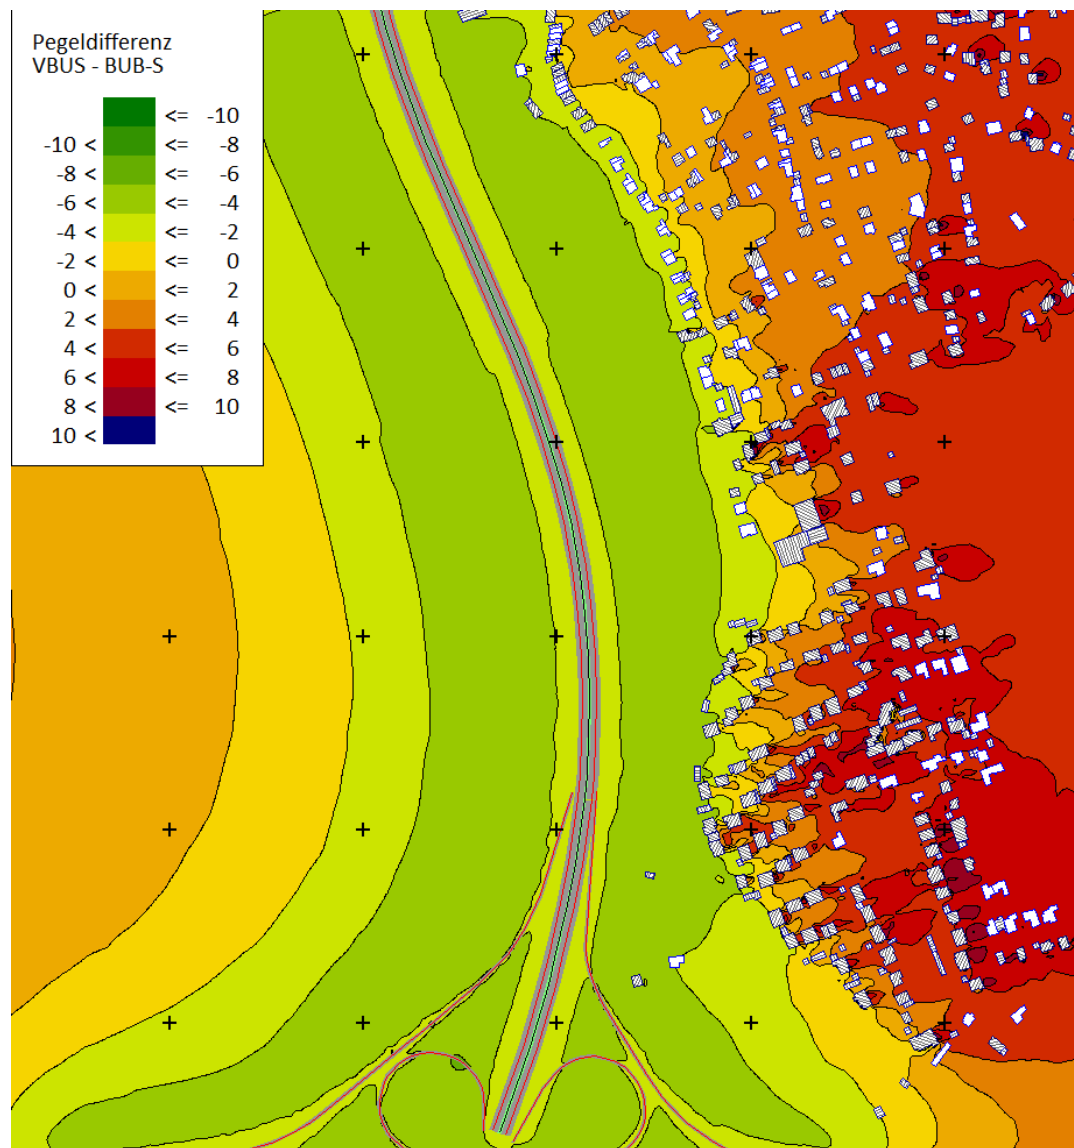 Pegeldifferenz
VBUS - BUB-S
<= -10
-10 < <= -8
-8 < <= -6
-6 < <= -4
-4 < <= -2
-2 < <= 0
0 < <= 2
2 < <= 4
4 < <= 6
6 < <= 8
8 < <= 10
10 <